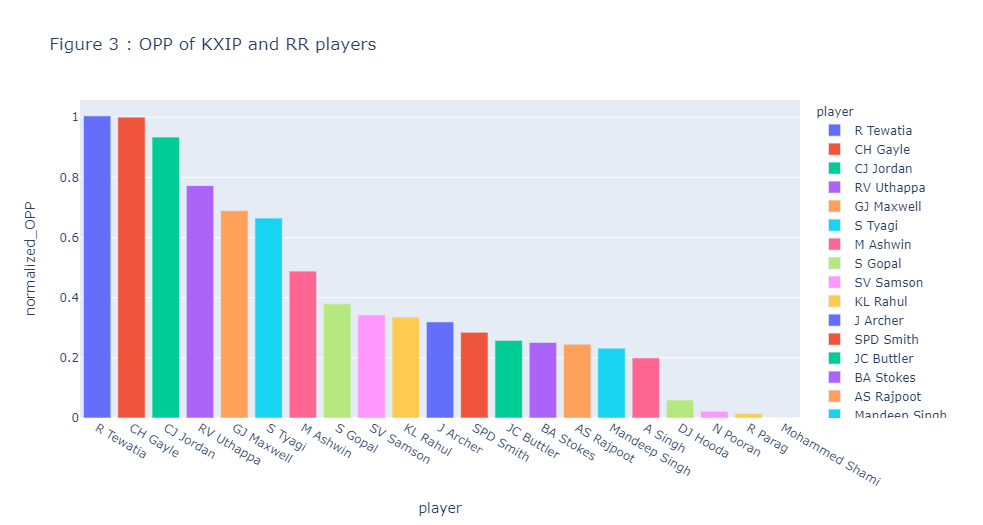 Figure 3 : OPP of KXIP and RR players
normalized_OPP
1
0.8
0.6
0.4
0.2
0
R Tewatia
CH Gayle
CJ Jordan
RV Uthappa
GJ Maxwell
S Tyagi
M Ashwin
S Gopal
SV Samson
KL Rahul
J Archer
SPD Smith
JC Buttler
BA Stokes
AS Rajpoot
Mandeep Singh
A Singh
DJ Hooda
N Pooran
R Parag
Mohammed Shami
player
player
R Tewatia
CH Gayle
CJ Jordan
RV Uthappa
GJ Maxwell
S Tyagi
M Ashwin
S Gopal
SV Samson
KL Rahul
J Archer
SPD Smith
JC Buttler
BA Stokes
AS Rajpoot
Mandeep Singh